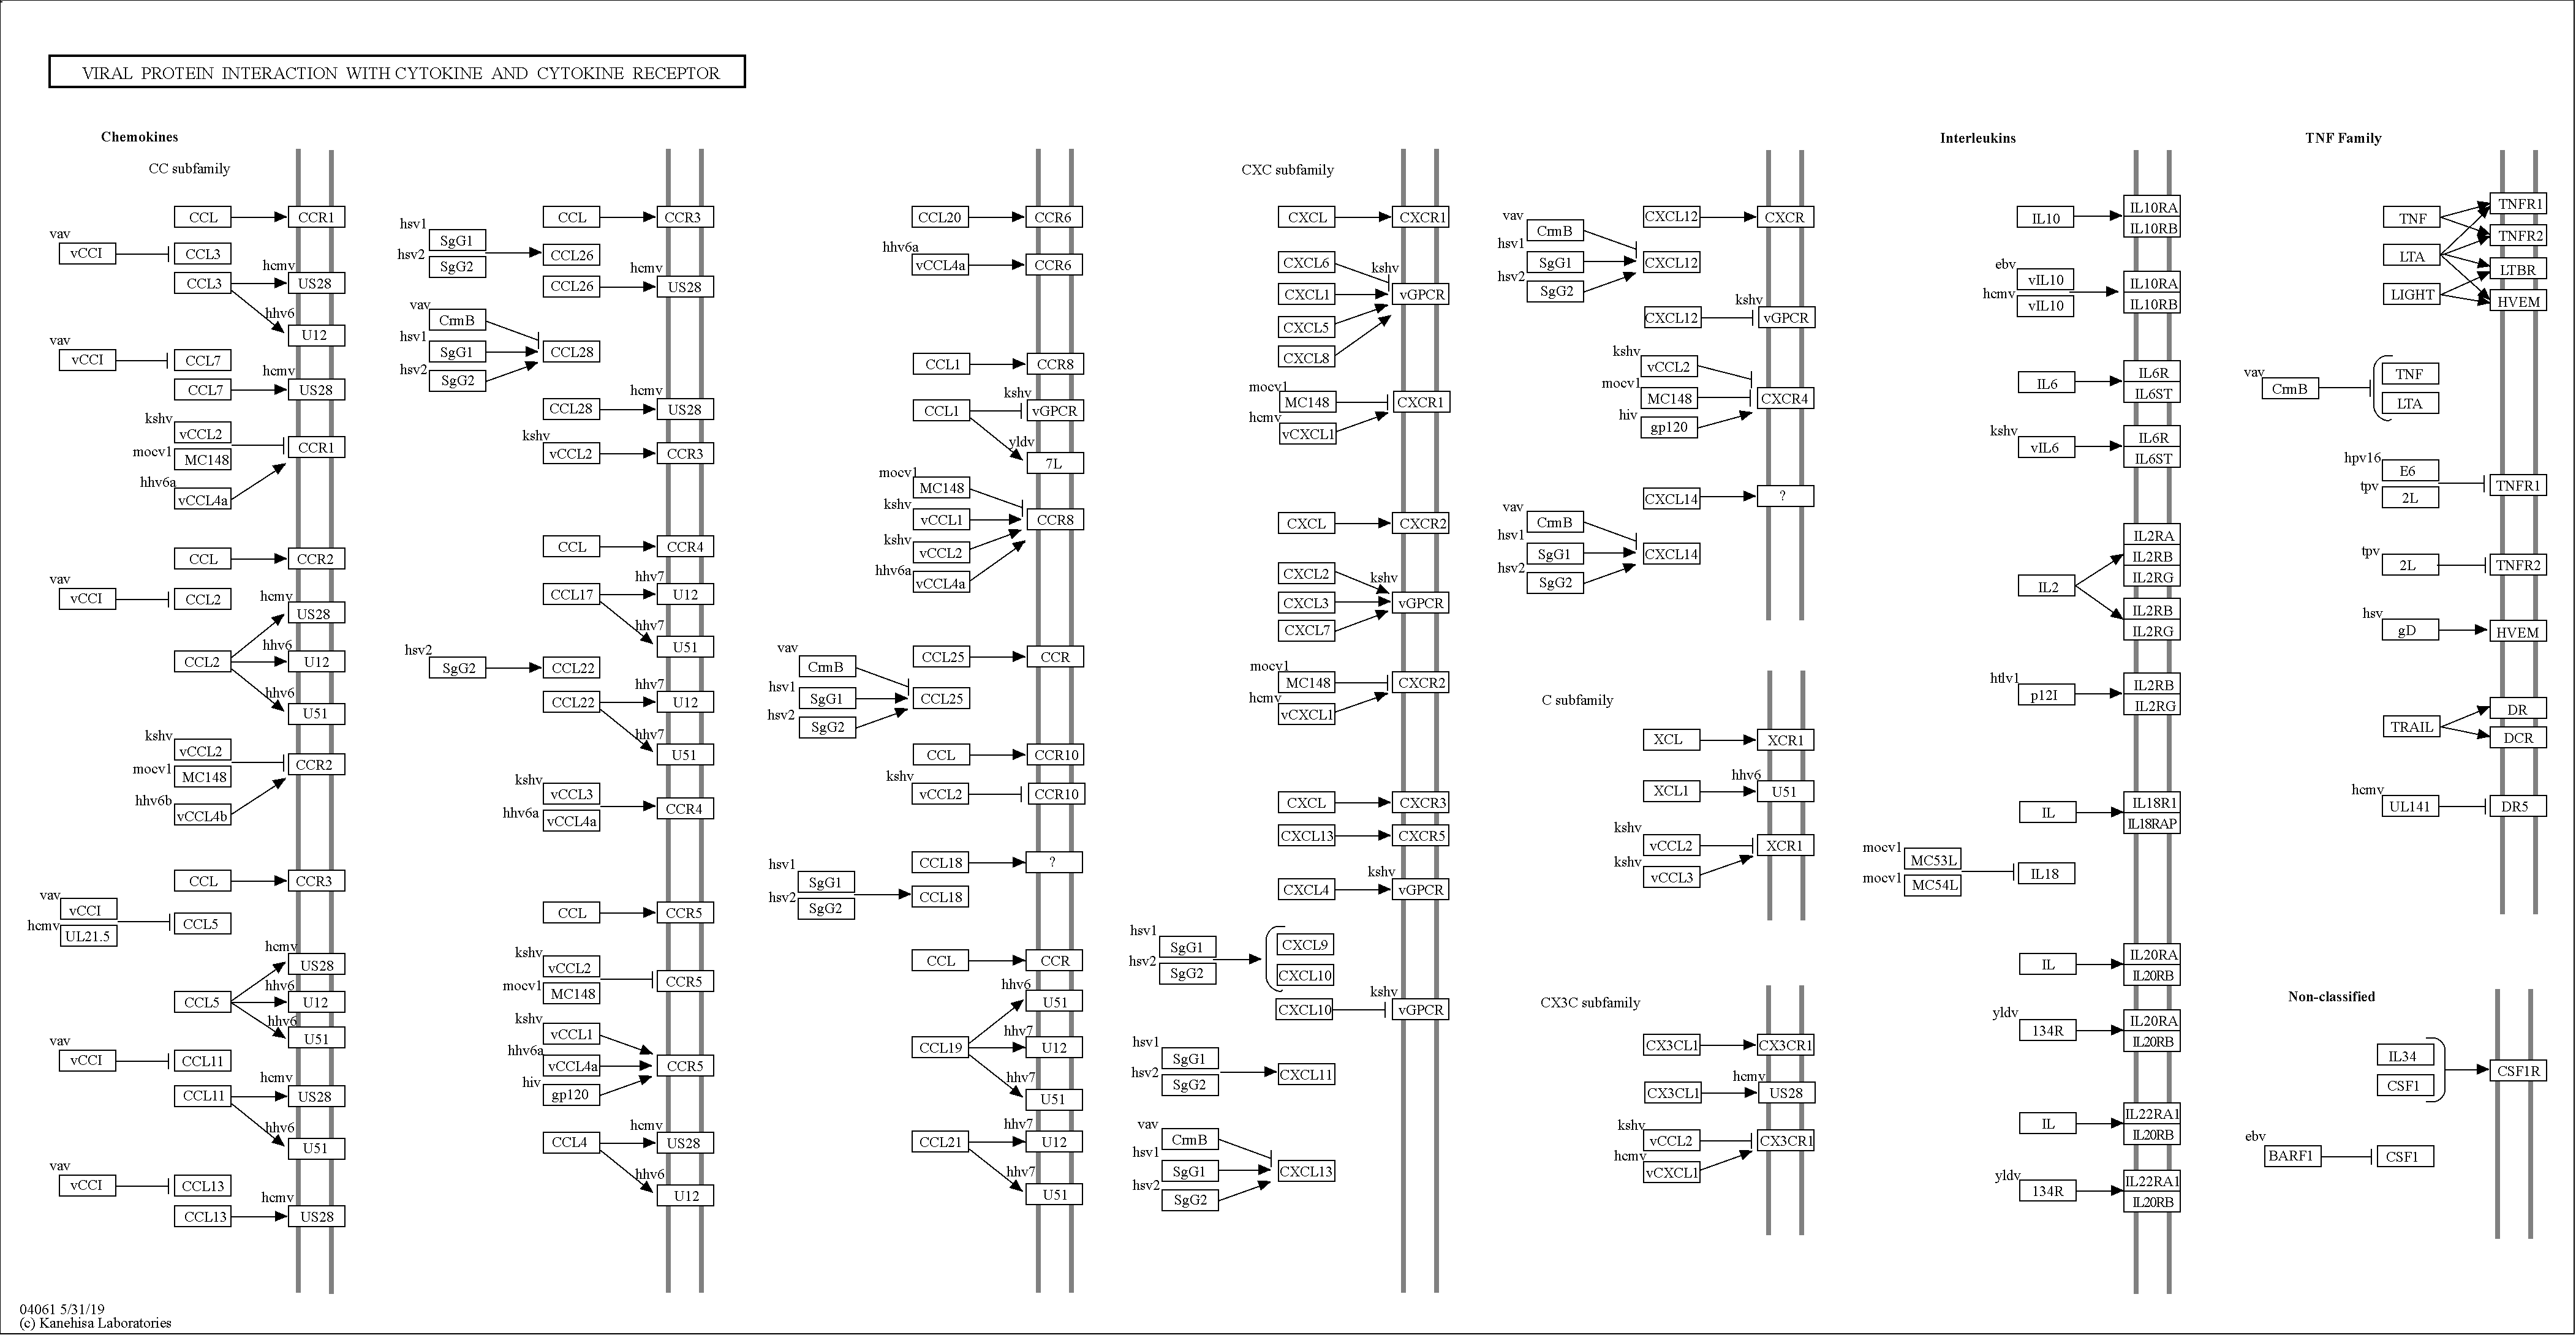 VIRAL PROTEIN INTERACTION WITH CYTOKINE AND CYTOKINE RECEPTOR
Chemokines
CC subfamily
CCL CCR1
vav
vCCI CCL3
hcmv
CCL3 US28
hhv6
U12
vav
vCCI CCL7
hcmv
CCL7 US28
kshv
vCCL2 CCR1
mocv1
MC148
hhv6a
vCCL4a
CCL CCR2
vav
vCCI CCL2
hcmv
US28
hhv6
CCL2 U12
hhv6
U51
kshv
vCCL2 CCR2
mocv1
MC148
hhv6b
vCCL4b
CCL CCR3
vav
vCCI CCL5
hcmv
UL21.5
hcmv
US28
hhv6
CCL5 U12
hhv6
U51
vav
vCCI CCL11
hcmv
CCL11 US28
hhv6
U51
vav
vCCI CCL13
hcmv
CCL13 US28
CCL CCR3
hsv1
SgG1 CCL26
hsv2
SgG2
hcmv
CCL26 US28
vav
CrmB
hsv1
SgG1 CCL28
hsv2
SgG2
hcmv
CCL28 US28
kshv
vCCL2 CCR3
CCL CCR4
hhv7
CCL17 U12
hhv7
U51
hsv2
SgG2 CCL22
hhv7
CCL22 U12
hhv7
U51
kshv
vCCL3 CCR4
hhv6a
vCCL4a
CCL CCR5
kshv
vCCL2 CCR5
mocv1
MC148
kshv
vCCL1
hhv6a
vCCL4a CCR5
hiv
gp120
hcmv
CCL4 US28
hhv6
U12
CCL20 CCR6
hhv6a
vCCL4a CCR6
CCL1 CCR8
kshv
CCL1 vGPCR
yldv
7L
mocv1
MC148
kshv
vCCL1 CCR8
kshv
vCCL2
hhv6a
vCCL4a
CCL25 CCR
vav
CrmB
hsv1
SgG1 CCL25
hsv2
SgG2
CCL CCR10
kshv
vCCL2 CCR10
CCL18 ?
hsv1
SgG1 CCL18
hsv2
SgG2
CCL CCR
hhv6
U51
hhv7
CCL19 U12
hhv7
U51
hhv7
CCL21 U12
hhv7
U51
CXC subfamily
CXCL CXCR1
CXCL6
kshv
CXCL1 vGPCR
CXCL5
CXCL8
mocv1
MC148 CXCR1
hcmv
vCXCL1
CXCL CXCR2
CXCL2
kshv
CXCL3 vGPCR
CXCL7
mocv1
MC148 CXCR2
hcmv
vCXCL1
CXCL CXCR3
CXCL13 CXCR5
kshv
CXCL4 vGPCR
hsv1
SgG1 CXCL9
hsv2
SgG2 CXCL10
kshv
CXCL10 vGPCR
hsv1
SgG1 CXCL11
hsv2
SgG2
vav
CrmB
hsv1
SgG1 CXCL13
hsv2
SgG2
CXCL12 CXCR
vav
CrmB
hsv1
SgG1 CXCL12
hsv2
SgG2
kshv
CXCL12 vGPCR
kshv
vCCL2
mocv1
MC148 CXCR4
hiv
gp120
CXCL14 ?
vav
CrmB
hsv1
SgG1 CXCL14
hsv2
SgG2
C subfamily
XCL XCR1
hhv6
XCL1 U51
kshv
vCCL2 XCR1
kshv
vCCL3
CX3C subfamily
CX3CL1 CX3CR1
hcmv
CX3CL1 US28
kshv
vCCL2 CX3CR1
hcmv
vCXCL1
Interleukins
IL10 IL10RA
IL10RB
ebv
vIL10 IL10RA
hcmv
vIL10 IL10RB
IL6 IL6R
IL6ST
kshv
vIL6 IL6R
IL6ST
IL2RA
IL2RB
IL2RG
IL2
IL2RB
IL2RG
htlv1
p12I IL2RB
IL2RG
IL IL18R1
IL18RAP
mocv1
MC53L IL18
mocv1
MC54L
IL IL20RA
IL20RB
yldv
134R IL20RA
IL20RB
IL IL22RA1
IL20RB
yldv
134R IL22RA1
IL20RB
TNF Family
TNF TNFR1
TNFR2
LTA
LTBR
LIGHT HVEM
vav
CrmB TNF
LTA
hpv16
E6 TNFR1
tpv
2L
tpv
2L TNFR2
hsv
gD HVEM
TRAIL DR
DCR
hcmv
UL141 DR5
Non-classified
IL34 CSF1R
CSF1
ebv
BARF1 CSF1
04061 5/31/19
(c) Kanehisa Laboratories